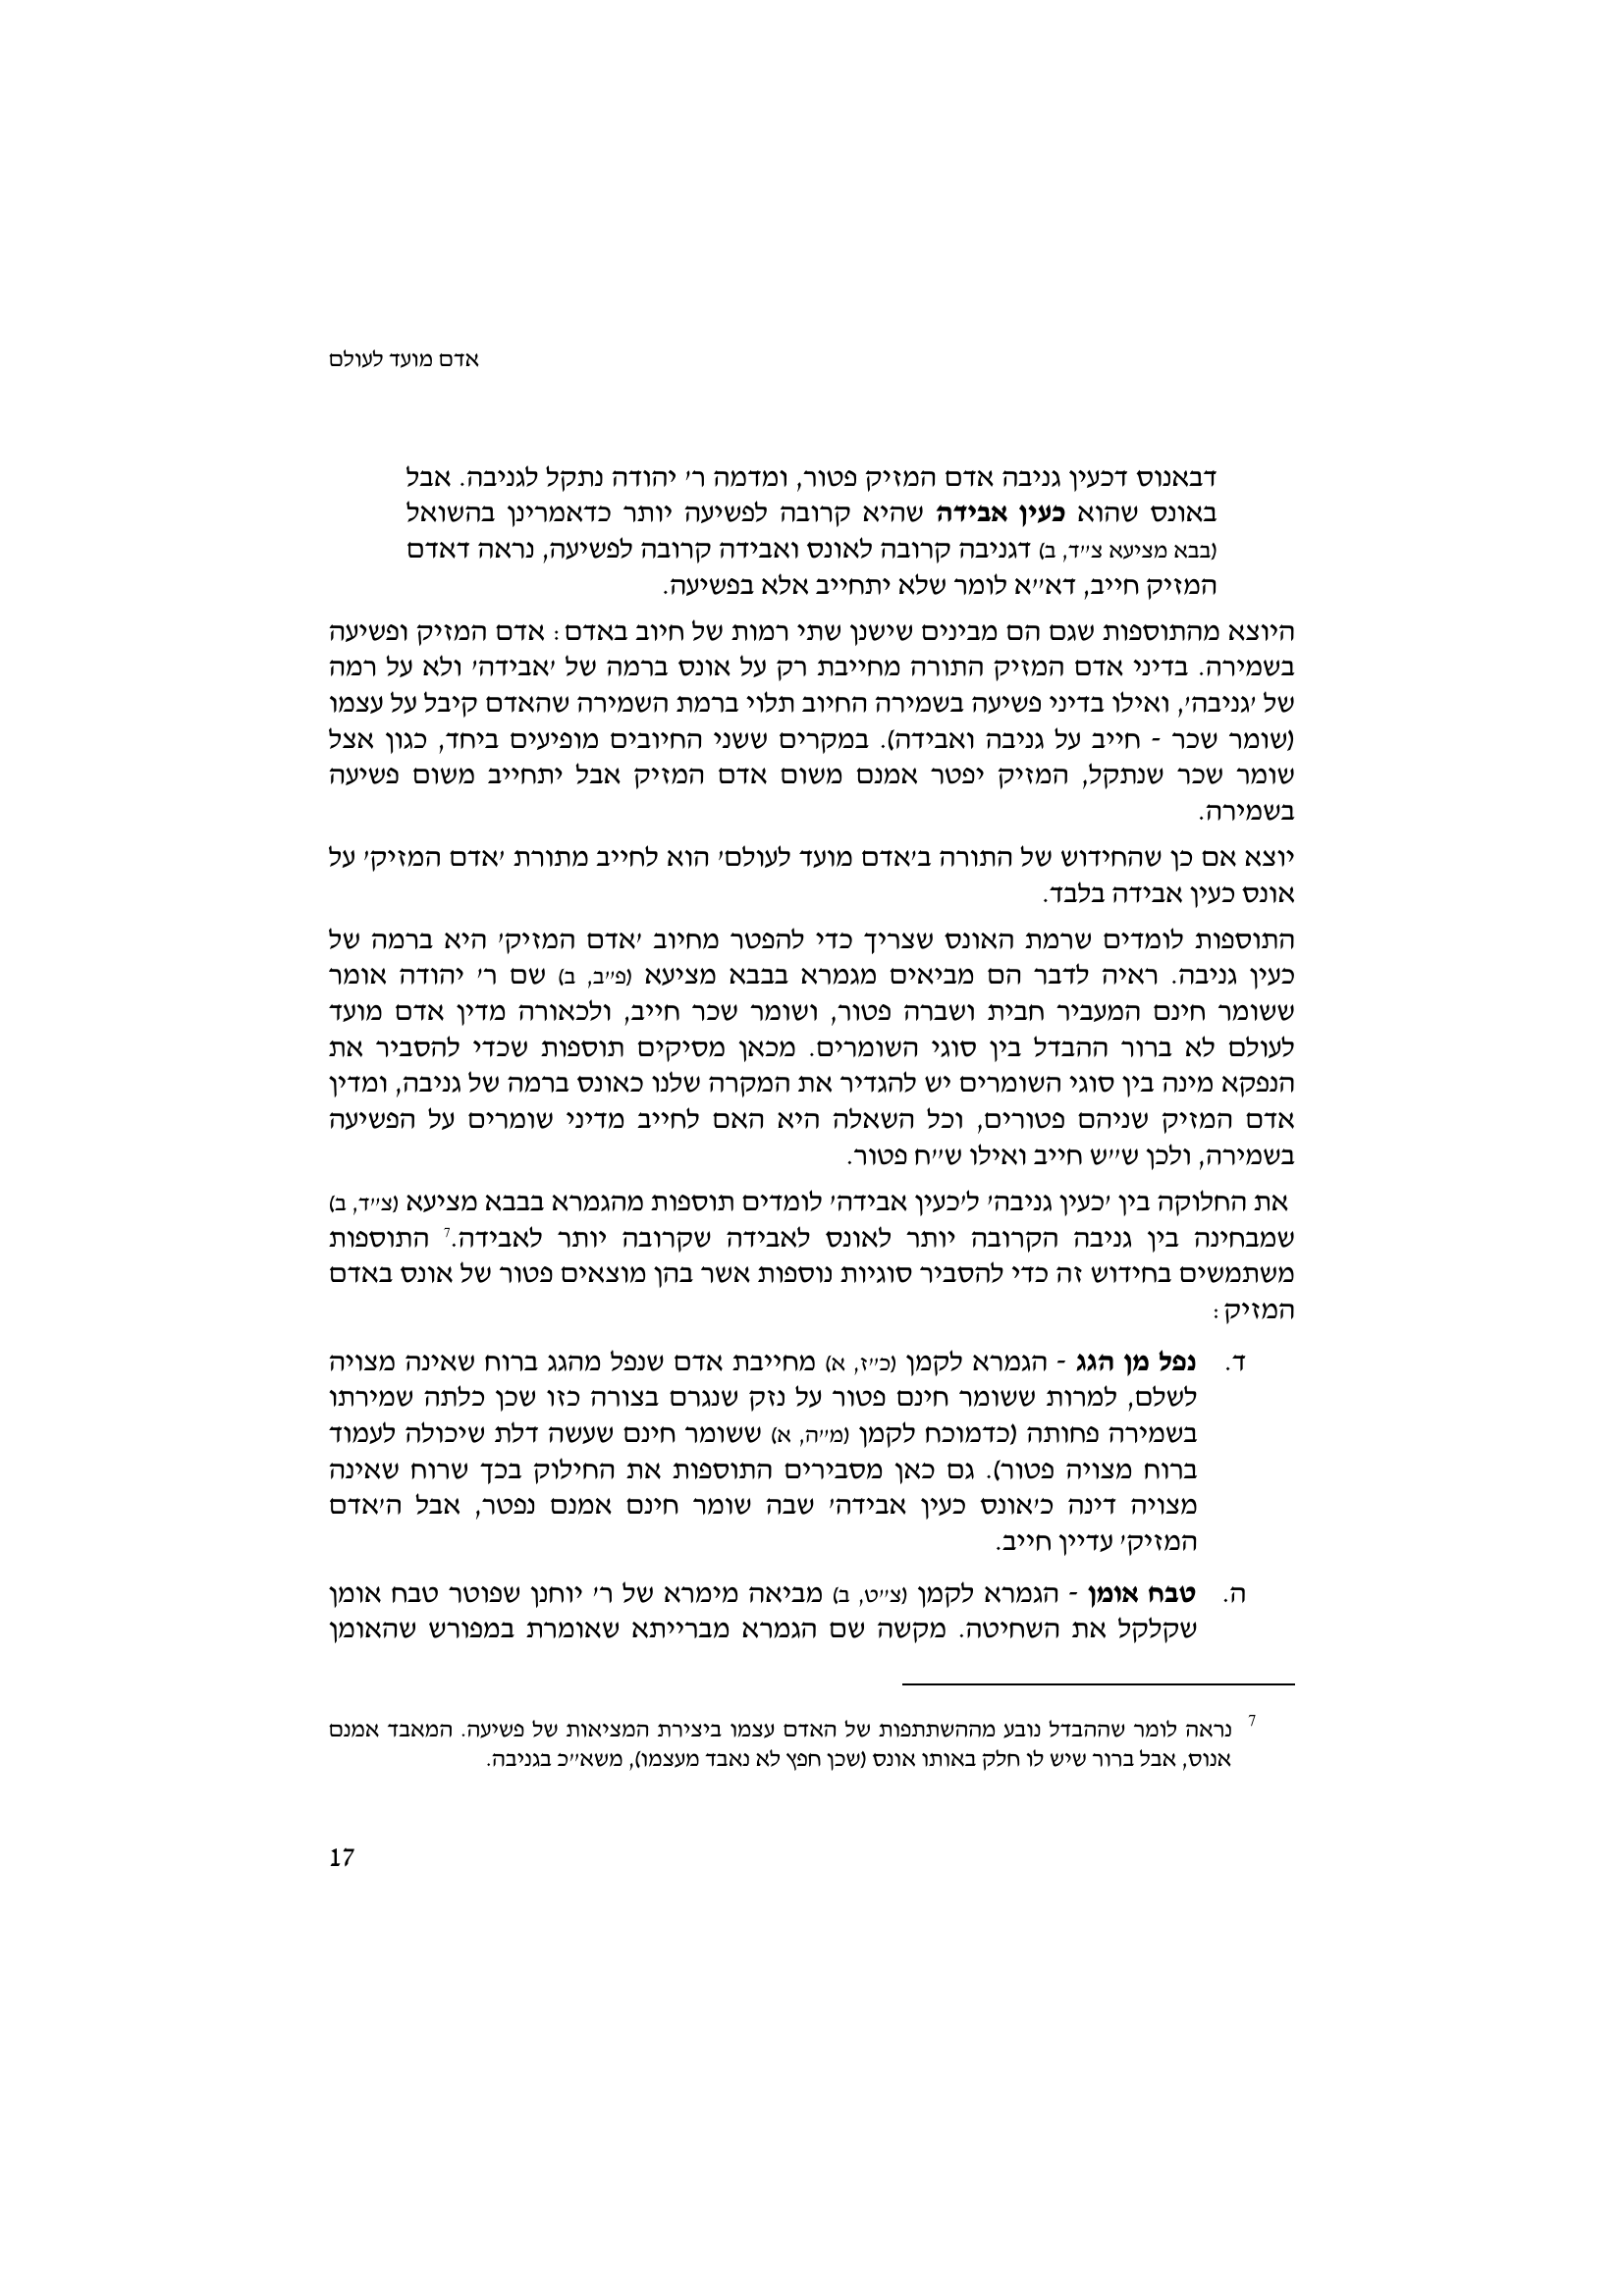 אדם מועד לעולם
דבאנוס דכעין גניבה אדם המזיק פטור, ומדמה ר׳ יהודה נתקל לגניבה. אבל
באונס שהוא כעין אבידה שהיא קרובה לפשיעה יותר כדאמרינן בהשואל
(בבא מציעא צ״ד, ב) דגניבה קרובה לאונס ואבידה קרובה לפשיעה, נראה דאדם
המזיק חייב, דא״א לומר שלא יתחייב אלא בפשיעה.
היוצא מהתוספות שגם הם מבינים שישנן שתי רמות של חיוב באדם: אדם המזיק ופשיעה
בשמירה. בדיני אדם המזיק התורה מחייבת רק על אונס ברמה של ׳אבידה׳ ולא על רמה
של ׳גניבה׳, ואילו בדיני פשיעה בשמירה החיוב תלוי ברמת השמירה שהאדם קיבל על עצמו
(שומר שכר - חייב על גניבה ואבידה). במקרים ששני החיובים מופיעים ביחד, כגון אצל
שומר שכר שנתקל, המזיק יפטר אמנם משום אדם המזיק אבל יתחייב משום פשיעה
בשמירה.
יוצא אם כן שהחידוש של התורה ב׳אדם מועד לעולם׳ הוא לחייב מתורת ׳אדם המזיק׳ על
אונס כעין אבידה בלבד.
התוספות לומדים שרמת האונס שצריך כדי להפטר מחיוב ׳אדם המזיק׳ היא ברמה של
כעין גניבה. ראיה לדבר הם מביאים מגמרא בבבא מציעא (פ״ב, ב) שם ר׳ יהודה אומר
ששומר חינם המעביר חבית ושברה פטור, ושומר שכר חייב, ולכאורה מדין אדם מועד
לעולם לא ברור ההבדל בין סוגי השומרים. מכאן מסיקים תוספות שכדי להסביר את
הנפקא מינה בין סוגי השומרים יש להגדיר את המקרה שלנו כאונס ברמה של גניבה, ומדין
אדם המזיק שניהם פטורים, וכל השאלה היא האם לחייב מדיני שומרים על הפשיעה
בשמירה, ולכן ש״ש חייב ואילו ש״ח פטור.
את החלוקה בין ׳כעין גניבה׳ ל׳כעין אבידה׳ לומדים תוספות מהגמרא בבבא מציעא (צ״ד, ב)
שמבחינה בין גניבה הקרובה יותר לאונס לאבידה שקרובה יותר לאבידה.7 התוספות
משתמשים בחידוש זה כדי להסביר סוגיות נוספות אשר בהן מוצאים פטור של אונס באדם
המזיק:
ד. נפל מן הגג - הגמרא לקמן (כ״ז, א) מחייבת אדם שנפל מהגג ברוח שאינה מצויה
לשלם, למרות ששומר חינם פטור על נזק שנגרם בצורה כזו שכן כלתה שמירתו
בשמירה פחותה (כדמוכח לקמן (מ״ה, א) ששומר חינם שעשה דלת שיכולה לעמוד
ברוח מצויה פטור). גם כאן מסבירים התוספות את החילוק בכך שרוח שאינה
מצויה דינה כ׳אונס כעין אבידה׳ שבה שומר חינם אמנם נפטר, אבל ה׳אדם
המזיק׳ עדיין חייב.
ה. טבח אומן - הגמרא לקמן (צ״ט, ב) מביאה מימרא של ר׳ יוחנן שפוטר טבח אומן
שקלקל את השחיטה. מקשה שם הגמרא מברייתא שאומרת במפורש שהאומן
7 נראה לומר שההבדל נובע מההשתתפות של האדם עצמו ביצירת המציאות של פשיעה. המאבד אמנם
אנוס, אבל ברור שיש לו חלק באותו אונס (שכן חפץ לא נאבד מעצמו), משא״כ בגניבה.
17